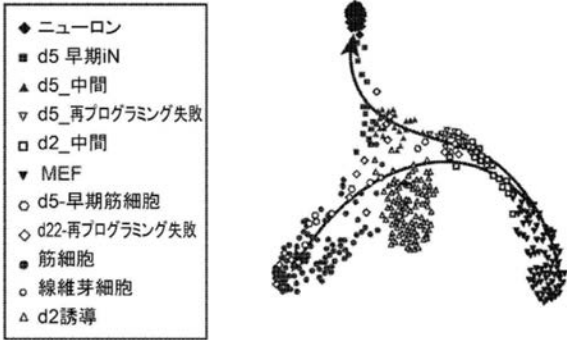 ニューロン
d5 早期iN
d5_中間
d5_再プログラミング失敗
d2_中間
MEF
d5-早期筋細胞
d22-再プログラミング失敗
筋細胞
線維芽細胞
d2誘導